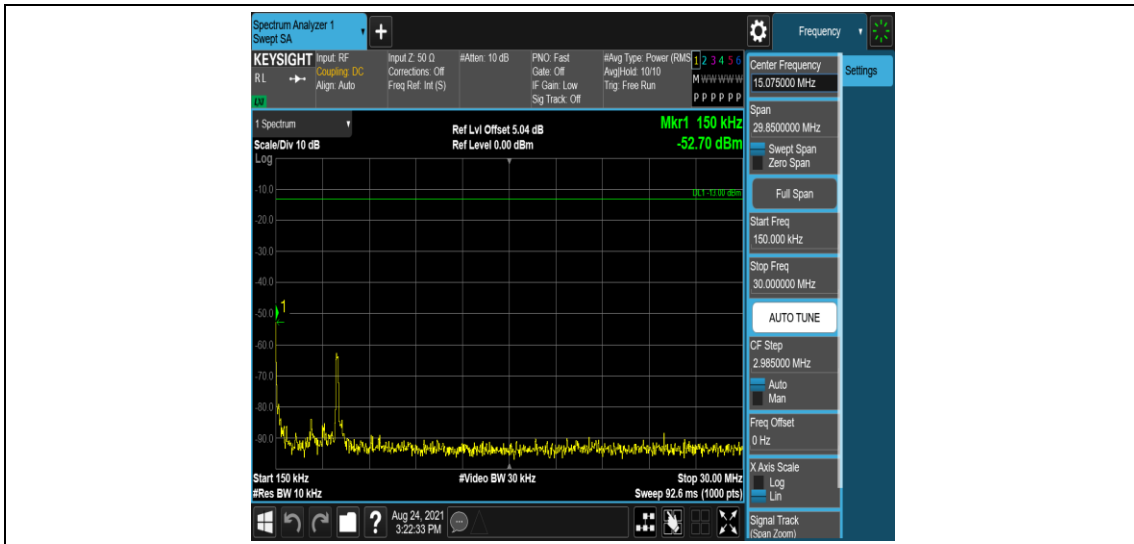 Spectrum Analyzer 1
Swept SA
+
Frequency
KEYSIGHT
RL
Input: RF
Coupling: DC
Align: Auto
Input Z: 50 Ω
Corrections: Off
Freq Ref: Int (S)
#Atten: 10 dB
PNO: Fast
Gate: Off
IF Gain: Low
Sig Track: Off
#Avg Type: Power (RMS
Avg|Hold: 10/10
Trig: Free Run
1 2 3 4 5 6
M W W W W W
P P P P P P
1 Spectrum
Scale/Div 10 dB
Log
Ref Lvl Offset 5.04 dB
Ref Level 0.00 dBm
Mkr1 150 kHz
-52.70 dBm
DL1 -13.00 dBm
-10.0
-20.0
-30.0
-40.0
-50.0
1
-60.0
-70.0
-80.0
-90.0
Start 150 kHz
#Res BW 10 kHz
#Video BW 30 kHz
Stop 30.00 MHz
Sweep 92.6 ms (1000 pts)
Center Frequency
15.075000 MHz
Settings
Span
29.8500000 MHz
Swept Span
Zero Span
Full Span
Start Freq
150.000 kHz
Stop Freq
30.000000 MHz
AUTO TUNE
CF Step
2.985000 MHz
Auto
Man
Freq Offset
0 Hz
X Axis Scale
Log
Lin
Signal Track
(Span Zoom)
?
Aug 24, 2021
3:22:33 PM